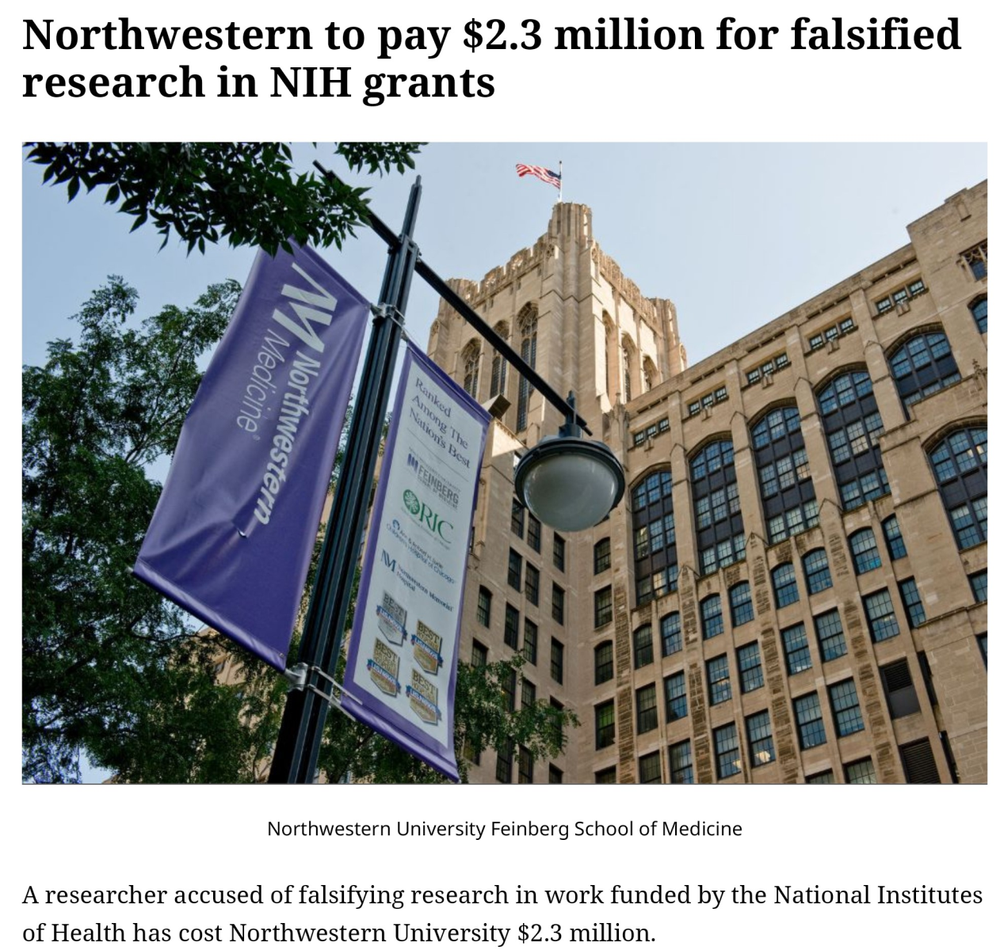 Northwestern to pay $2.3 million for falsified
research in NIH grants
Northwestern
Medicine
Ranked
Among The
Nation's Best
FEINBERG
RIC
Northwestern Memorial
Hospital
BEST
BEST
BEST
BEST
Northwestern University Feinberg School of Medicine
A researcher accused of falsifying research in work funded by the National Institutes
of Health has cost Northwestern University $2.3 million.